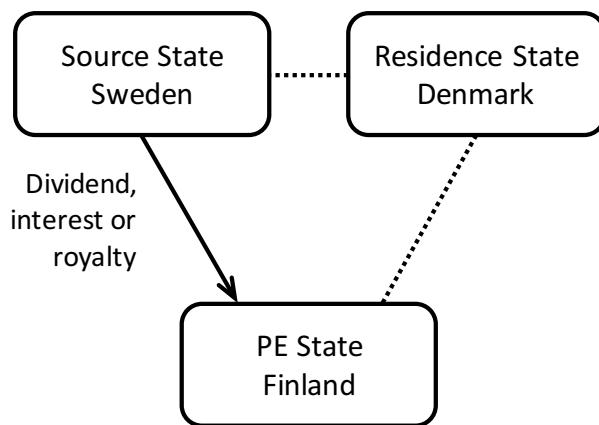 Source State
Sweden
Residence State
Denmark
Dividend,
interest or
royalty
PE State
Finland